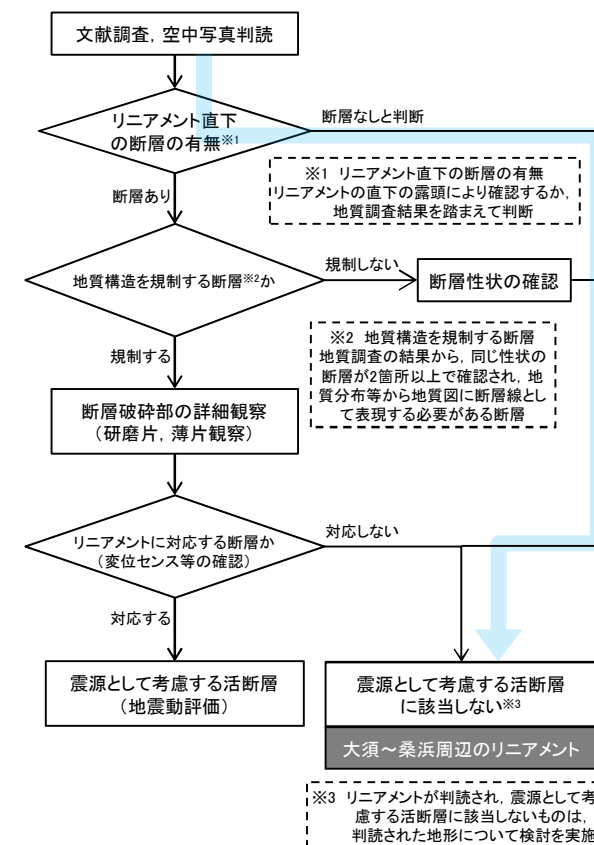 文献調査，空中写真判読
リニアメント直下
の断層の有無※1
断層なしと判断
※1 リニアメント直下の断層の有無
リニアメントの直下の露頭により確認するか，
地質調査結果を踏まえて判断
断層あり
地質構造を規制する断層※2か
規制しない
断層性状の確認
※2 地質構造を規制する断層
地質調査の結果から，同じ性状の
断層が2箇所以上で確認され，地
質分布等から地質図に断層線とし
て表現する必要がある断層
規制する
断層破砕部の詳細観察
（研磨片，薄片観察）
リニアメントに対応する断層か
（変位センス等の確認）
対応しない
対応する
震源として考慮する活断層
（地震動評価）
震源として考慮する活断層
に該当しない※3
大須～桑浜周辺のリニアメント
※3 リニアメントが判読され，震源として考
慮する活断層に該当しないものは，
判読された地形について検討を実施